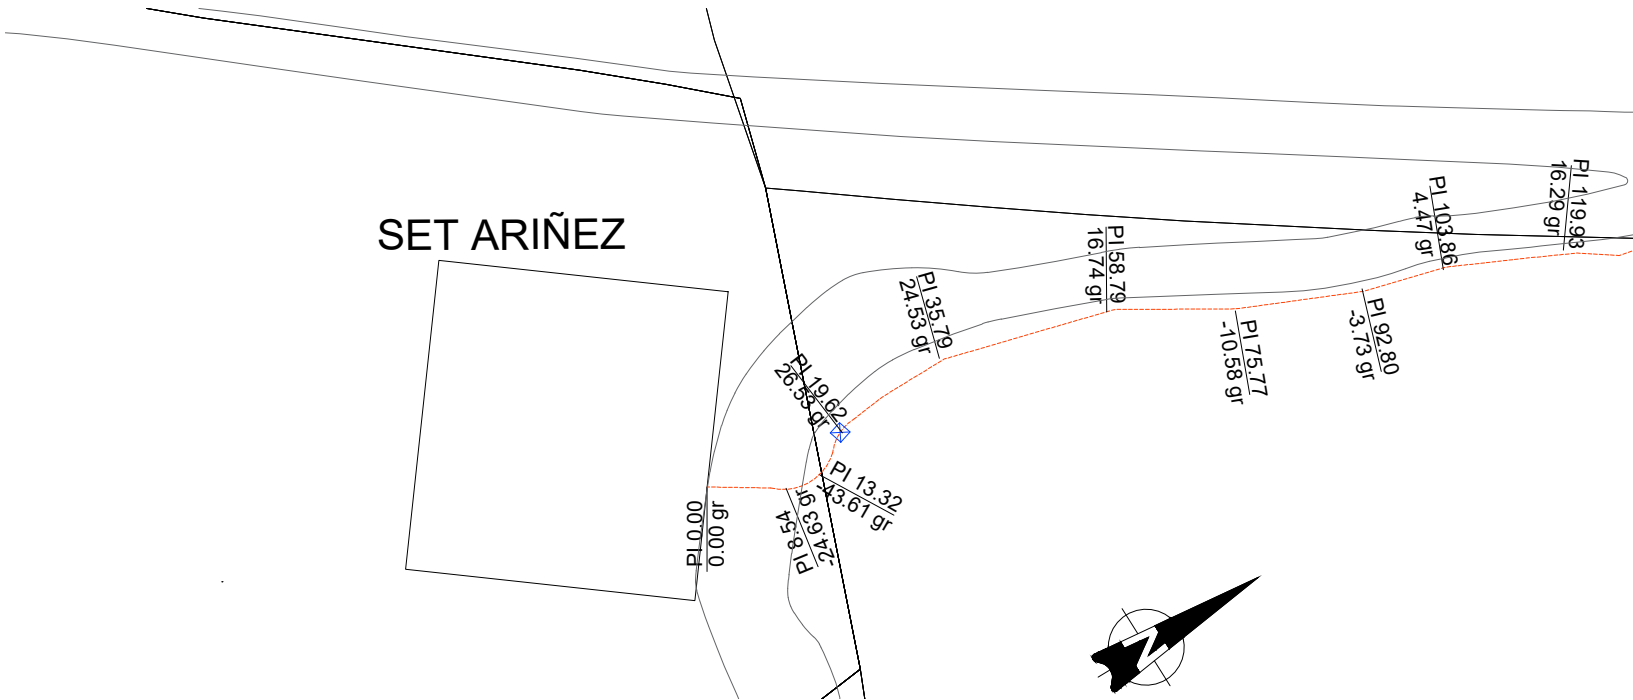 SET ARIÑEZ
PI 0.00
0.00 gr
PI 8.54
-24.63 gr
PI 13.32
-43.61 gr
PI 19.62
26.53 gr
PI 35.79
24.53 gr
PI 58.79
16.74 gr
PI 75.77
-10.58 gr
PI 92.80
-3.73 gr
PI 103.86
4.47 gr
PI 119.93
16.29 gr
N